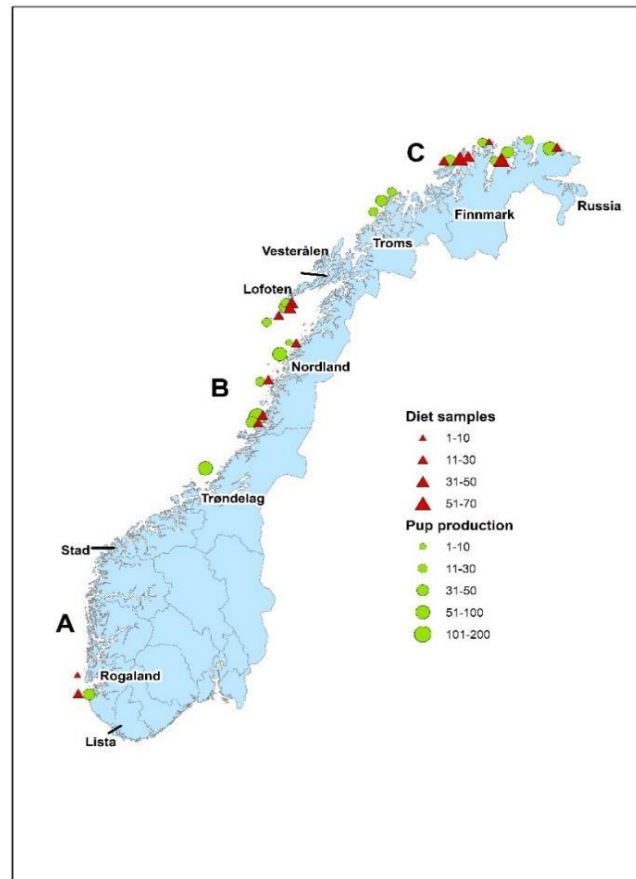 C
Russia
Finnmark
Troms
Vesterålen
Lofoten
Nordland
B
Diet samples
1-10
11-30
31-50
51-70
Pup production
1-10
11-30
31-50
51-100
101-200
Trøndelag
Stad
A
Rogaland
Lista